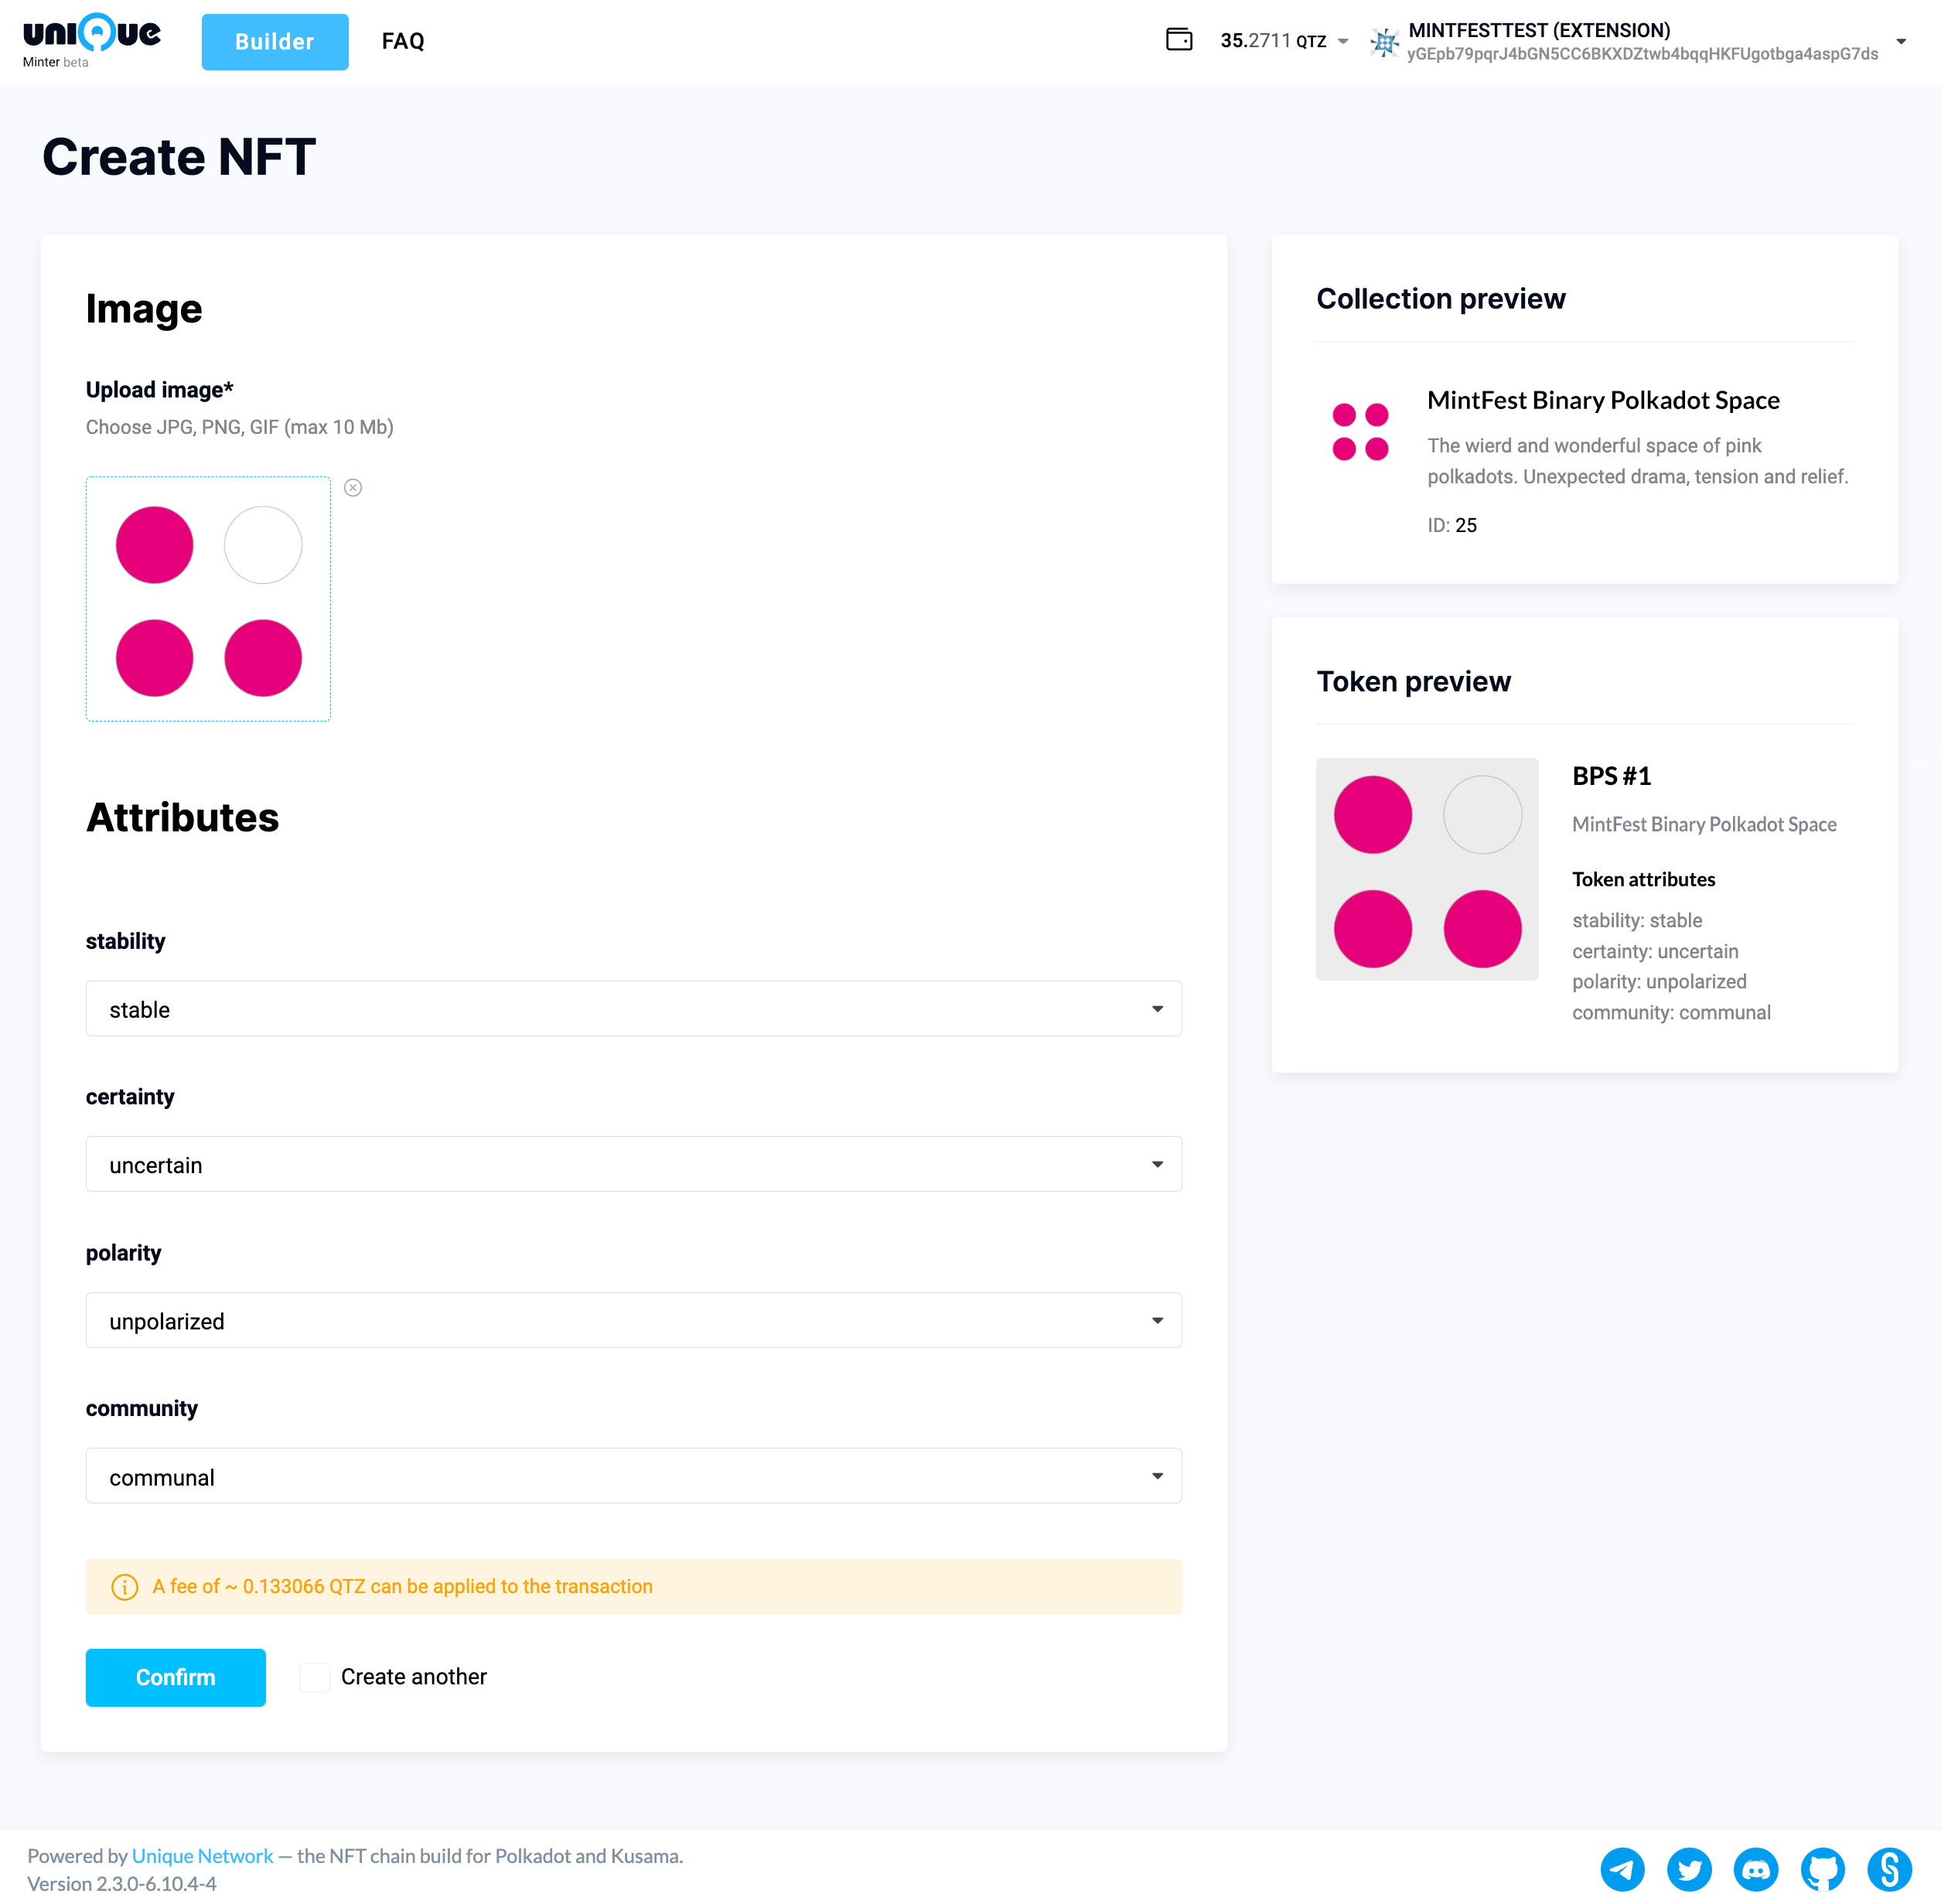 unique
Minter beta
Builder
FAQ
35.2711 QTZ
MINTFESTTEST (EXTENSION)
yGEpb79pqrJ4bGN5CC6BKXDZtwb4bqqHKFUgotbga4aspG7ds
Create NFT
Image
Upload image*
Choose JPG, PNG, GIF (max 10 Mb)
Attributes
stability
stable
certainty
uncertain
polarity
unpolarized
community
communal
A fee of ~ 0.133066 QTZ can be applied to the transaction
Confirm
Create another
Collection preview
MintFest Binary Polkadot Space
The wierd and wonderful space of pink
polkadots. Unexpected drama, tension and relief.
ID: 25
Token preview
BPS #1
MintFest Binary Polkadot Space
Token attributes
stability: stable
certainty: uncertain
polarity: unpolarized
community: communal
Powered by Unique Network — the NFT chain build for Polkadot and Kusama.
Version 2.3.0-6.10.4-4